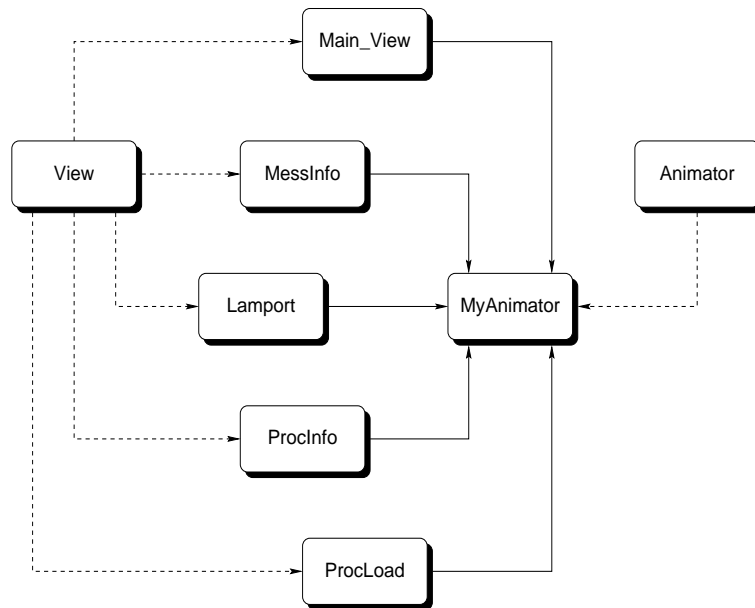 Main_View
View
MessInfo
Animator
Lamport
MyAnimator
ProcInfo
ProcLoad